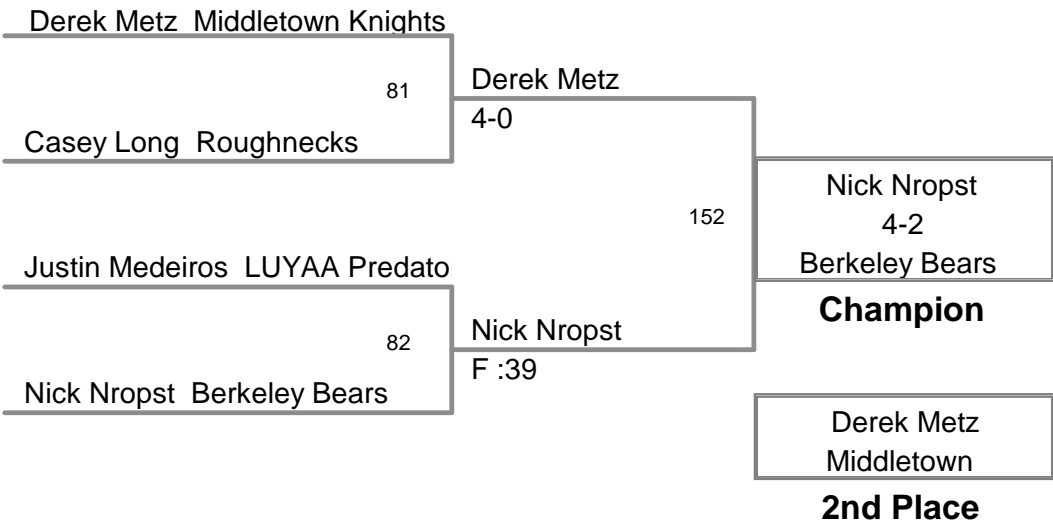 Derek Metz  Middletown Knights
81
Derek Metz
4-0
Casey Long  Roughnecks
152
Nick Nropst
4-2
Berkeley Bears
Champion
Justin Medeiros  LUYAA Predato
82
Nick Nropst
F :39
Nick Nropst  Berkeley Bears
Derek Metz
Middletown
2nd Place